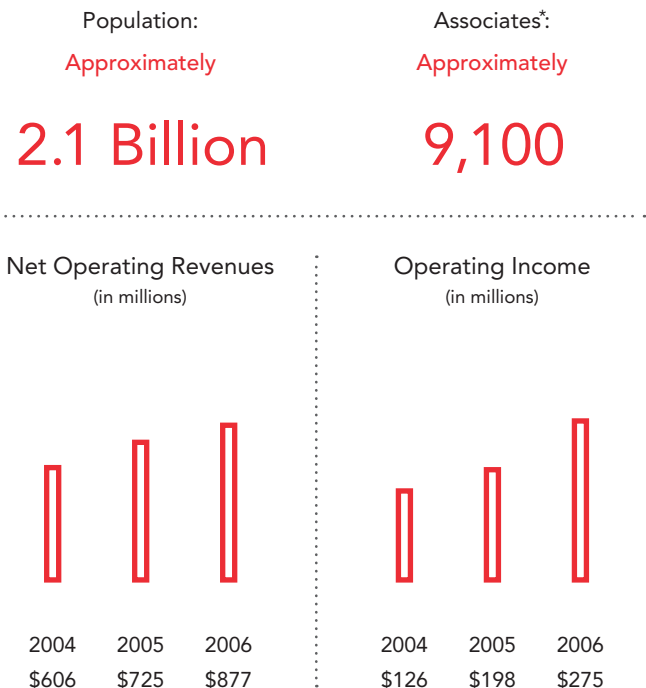 Population:
Approximately
2.1 Billion
Associates*:
Approximately
9,100
Net Operating Revenues
(in millions)
2004 2005 2006
$606 $725 $877
Operating Income
(in millions)
2004 2005 2006
$126 $198 $275